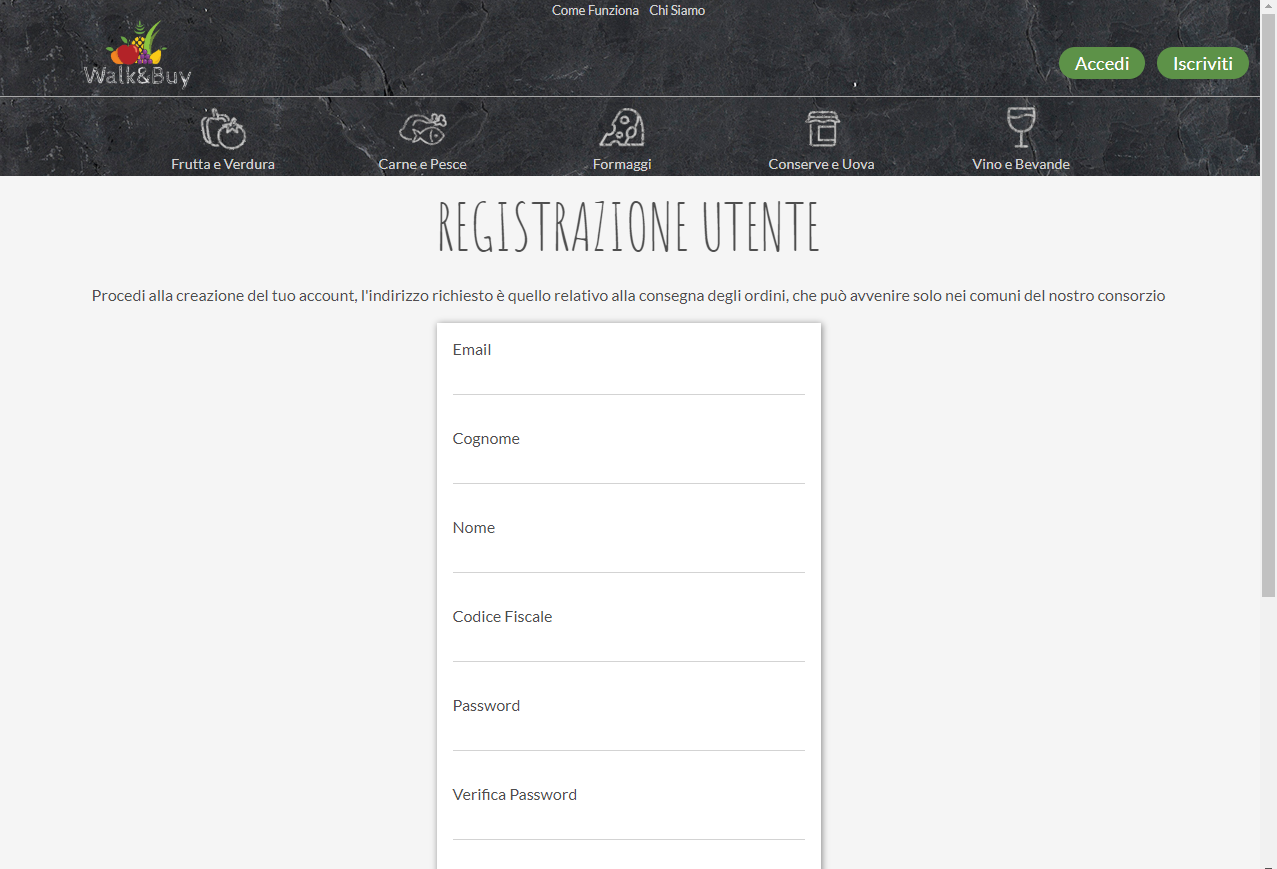 Come Funziona Chi Siamo
Walk&Buy
Accedi Iscriviti
Frutta e Verdura Carne e Pesce Formaggi Conserve e Uova Vino e Bevande
REGISTRAZIONE UTENTE
Procedi alla creazione del tuo account, l'indirizzo richiesto è quello relativo alla consegna degli ordini, che può avvenire solo nei comuni del nostro consorzio
Email
Cognome
Nome
Codice Fiscale
Password
Verifica Password